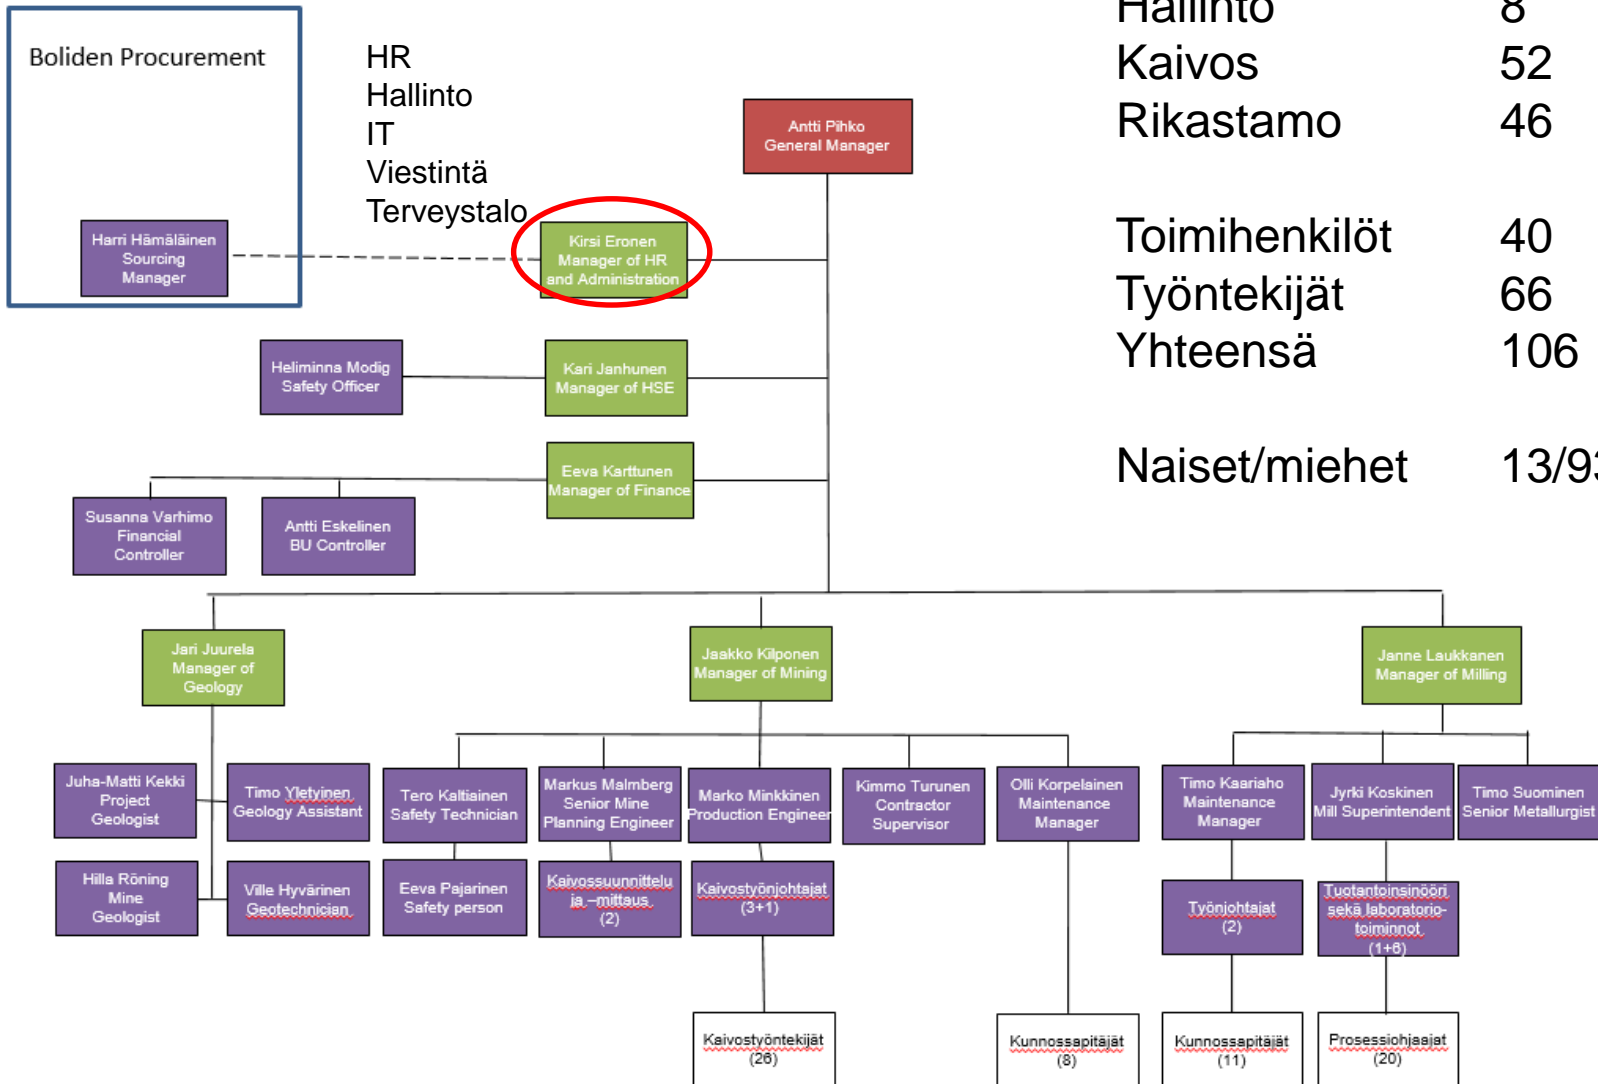 Boliden Procurement
HR
Hallinto
IT
Viestintä
Terveystalo
Hallinto 8
Kaivos 52
Rikastamo 46
Toimihenkilöt 40
Työntekijät 66
Yhteensä 106
Naiset/miehet 13/93
Antti Pihko
General Manager
Harri Hämäläinen
Sourcing
Manager
Kirsi Eronen
Manager of HR
and Administration
Heliminna Modig
Safety Officer
Kari Janhunen
Manager of HSE
Eeva Karttunen
Manager of Finance
Susanna Varhimo
Financial
Controller
Antti Eskelinen
BU Controller
Jari Juurela
Manager of
Geology
Jaakko Kilponen
Manager of Mining
Janne Laukkanen
Manager of Milling
Juha-Matti Kekki
Project
Geologist
Timo Yletyinen
Geology Assistant
Tero Kaltiainen
Safety Technician
Markus Malmberg
Senior Mine
Planning Engineer
Marko Minkkinen
Production Engineer
Kimmo Turunen
Contractor
Supervisor
Olli Korpelainen
Maintenance
Manager
Timo Kaariaho
Maintenance
Manager
Jyrki Koskinen
Mill Superintendent
Timo Suominen
Senior Metallurgist
Hilla Röning
Mine
Geologist
Ville Hyvärinen
Geotechnician
Eeva Pajarinen
Safety person
Kaivossuunnittelu
ja –mittaus
(2)
Kaivostyönjohtajat
(3+1)
Työnjohtajat
(2)
Tuotantoinsinööri
sekä laboratorio-
toiminnot
(1+6)
Kaivostyöntekijät
(26)
Kunnossapitäjät
(8)
Kunnossapitäjät
(11)
Prosessiohjaajat
(20)